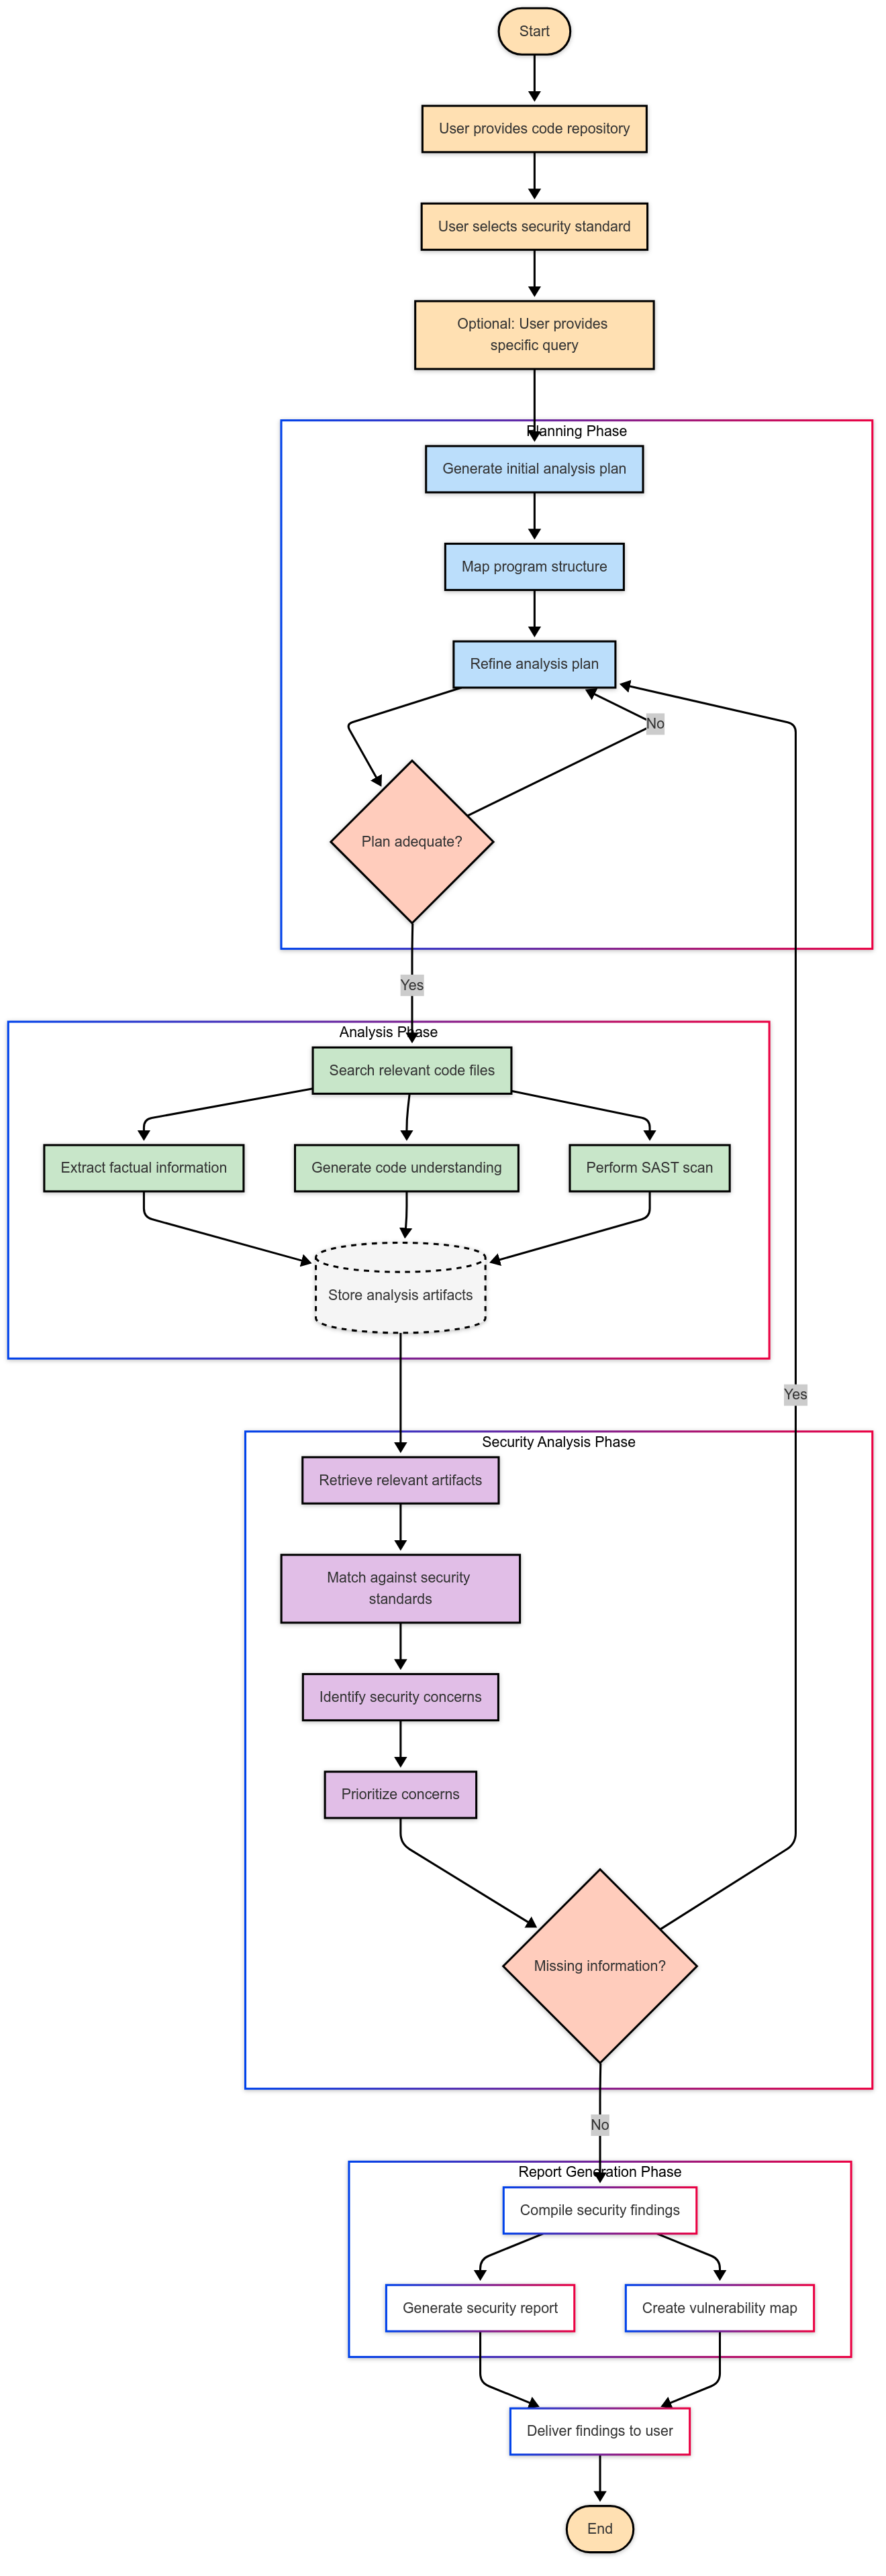 Start
User provides code repository
User selects security standard
Optional: User provides
specific query
Planning Phase
Generate initial analysis plan
Map program structure
Refine analysis plan
No
Plan adequate?
Yes
Analysis Phase
Search relevant code files
Extract factual information
Generate code understanding
Perform SAST scan
Store analysis artifacts
Yes
Security Analysis Phase
Retrieve relevant artifacts
Match against security
standards
Identify security concerns
Prioritize concerns
Missing information?
No
Report Generation Phase
Compile security findings
Generate security report
Create vulnerability map
Deliver findings to user
End